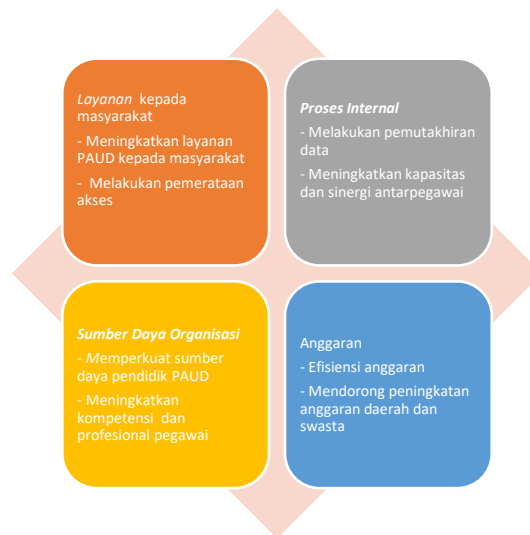 Layanan kepada
masyarakat
- Meningkatkan layanan
PAUD kepada masyarakat
- Melakukan pemerataan
akses
Proses Internal
- Melakukan pemutakhiran
data
- Meningkatkan kapasitas
dan sinergi antarpegawai
Sumber Daya Organisasi
- Memperkuat sumber
daya pendidik PAUD
- Meningkatkan
kompetensi dan
profesional pegawai
Anggaran
- Efisiensi anggaran
- Mendorong peningkatan
anggaran daerah dan
swasta